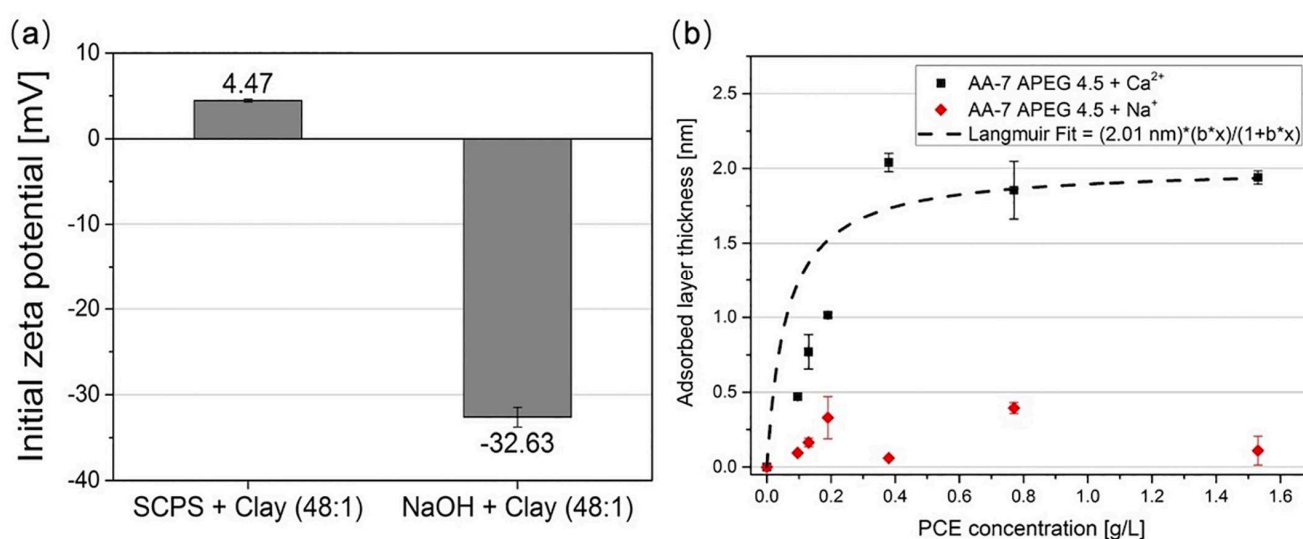 (a)
Initial zeta potential [mV]
10
0
-10
-20
-30
-40
4.47
-32.63
SCPS + Clay (48:1)
NaOH + Clay (48:1)
(b)
Adsorbed layer thickness [nm]
2.5
2.0
1.5
1.0
0.5
0.0
AA-7 APEG 4.5 + Ca²⁺
AA-7 APEG 4.5 + Na⁺
Langmuir Fit = (2.01 nm)*(b*x)/(1+b*x)
0.0 0.2 0.4 0.6 0.8 1.0 1.2 1.4 1.6
PCE concentration [g/L]